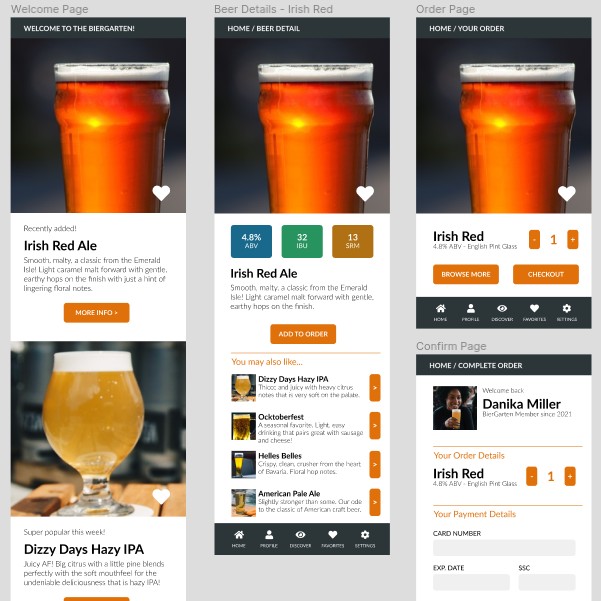 Welcome Page
WELCOME TO THE BIERGARTEN!
Recently added!
Irish Red Ale
Smooth, malty, a classic from the Emerald
Isle! Light caramel malt forward with gentle,
earthy hops on the finish with just a hint of
lingering floral notes.
MORE INFO >
Super popular this week!
Dizzy Days Hazy IPA
Juicy AF! Big citrus with a little pine blends
perfectly with the soft mouthfeel for the
undeniable deliciousness that is hazy IPA!
Beer Details - Irish Red
HOME / BEER DETAIL
4.8%
ABV
32
IBU
13
SRM
Irish Red Ale
Smooth, malty, a classic from the Emerald
Isle! Light caramel malt forward with gentle,
earthy hops on the finish.
ADD TO ORDER
You may also like...
Dizzy Days Hazy IPA
Thiccc and juicy with heavy citrus
notes that is very soft on the palate.
>
Ocktoberfest
A seasonal favorite. Light, easy
drinking that pairs great with sausage
and cheese!
>
Helles Belles
Crispy, clean, crusher from the heart
of Bavaria. Floral hop notes.
>
American Pale Ale
Slightly stronger than some. Our ode
to the classic of American craft beer.
>
HOME PROFILE DISCOVER FAVORITES SETTINGS
Order Page
HOME / YOUR ORDER
Irish Red
4.8% ABV - English Pint Glass
- 1 +
BROWSE MORE
CHECKOUT
HOME PROFILE DISCOVER FAVORITES SETTINGS
Confirm Page
HOME / COMPLETE ORDER
Welcome back
Danika Miller
BierGarten Member since 2021
Your Order Details
Irish Red
4.8% ABV - English Pint Glass
- 1 +
Your Payment Details
CARD NUMBER
EXP. DATE
SSC